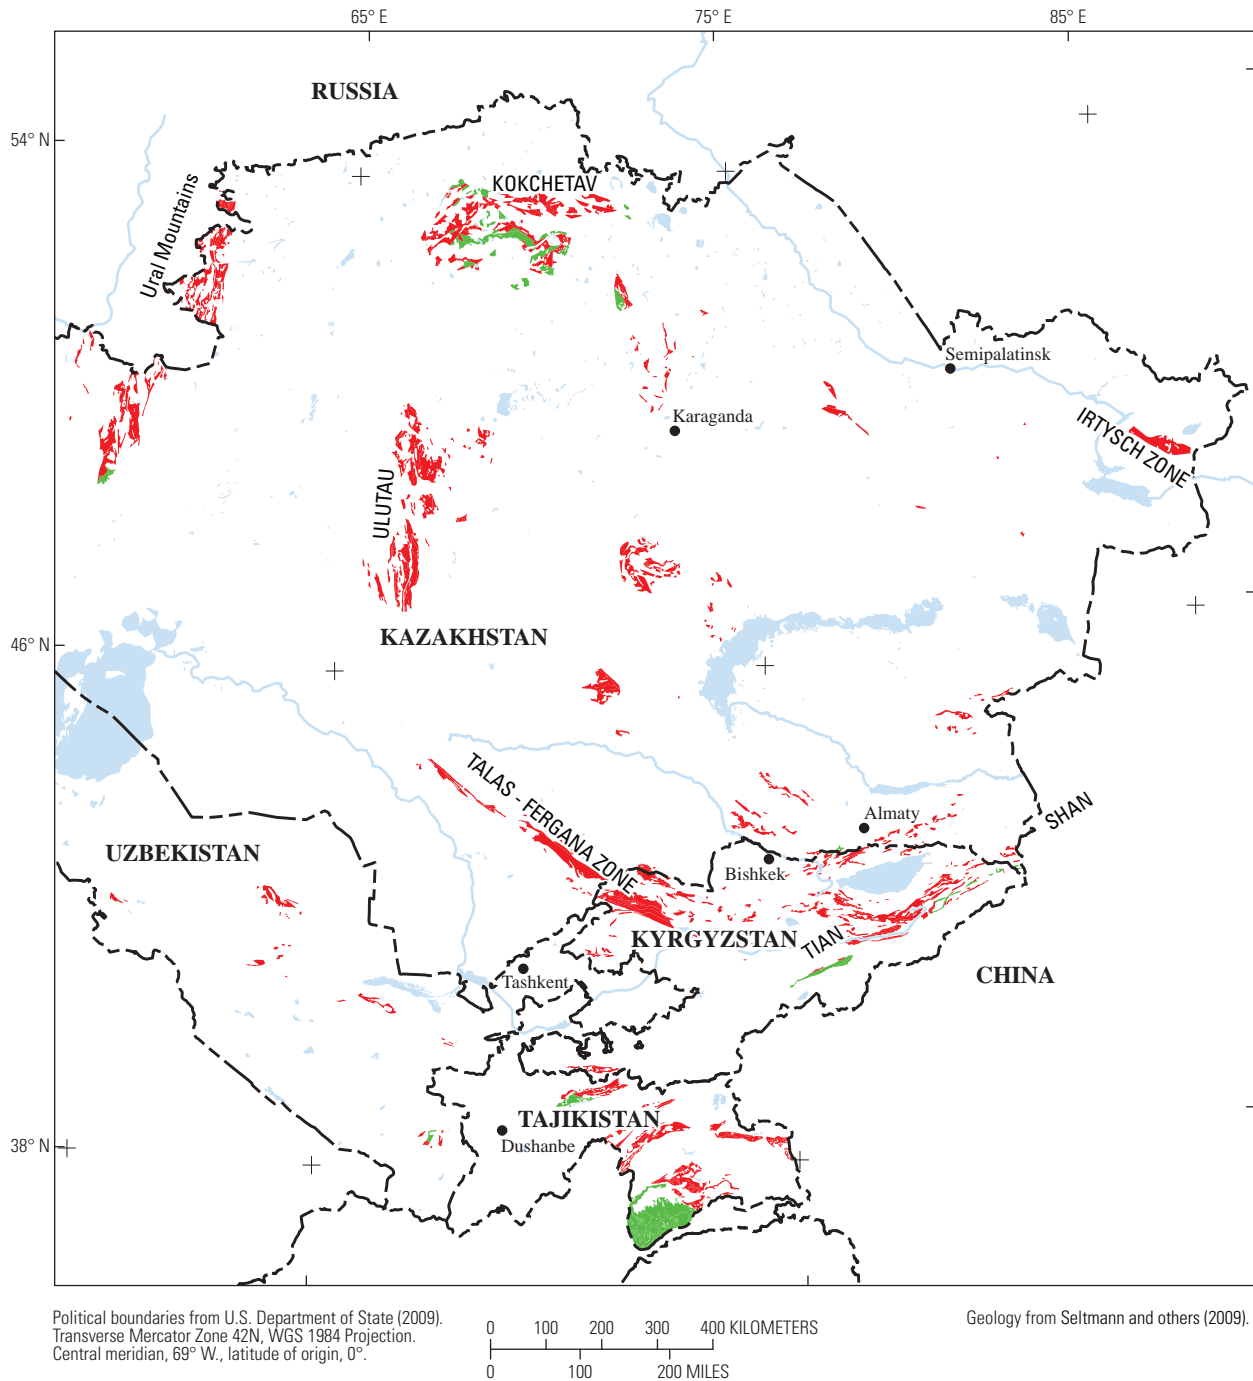 65° E
75° E
85° E
RUSSIA
54° N
KOKCHETAV
Ural Mountains
Semipalatinsk
Karaganda
IRTYSCH ZONE
ULUTAU
KAZAKHSTAN
46° N
TALAS - FERGANA ZONE
SHAN
Almaty
UZBEKISTAN
Bishkek
KYRGYZSTAN
TIAN
CHINA
Tashkent
TAJIKISTAN
38° N
Dushanbe
Political boundaries from U.S. Department of State (2009).
Transverse Mercator Zone 42N, WGS 1984 Projection.
Central meridian, 69° W., latitude of origin, 0°.
0 100 200 300 400 KILOMETERS
0 100 200 MILES
Geology from Seltmann and others (2009).